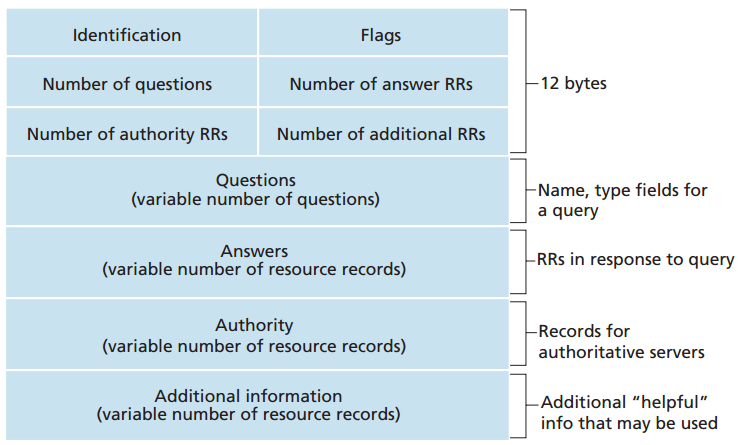 Identification
Flags
12 bytes
Number of questions
Number of answer RRs
Number of authority RRs
Number of additional RRs
Questions
(variable number of questions)
Name, type fields for
a query
Answers
(variable number of resource records)
RRs in response to query
Authority
(variable number of resource records)
Records for
authoritative servers
Additional information
(variable number of resource records)
Additional “helpful”
info that may be used